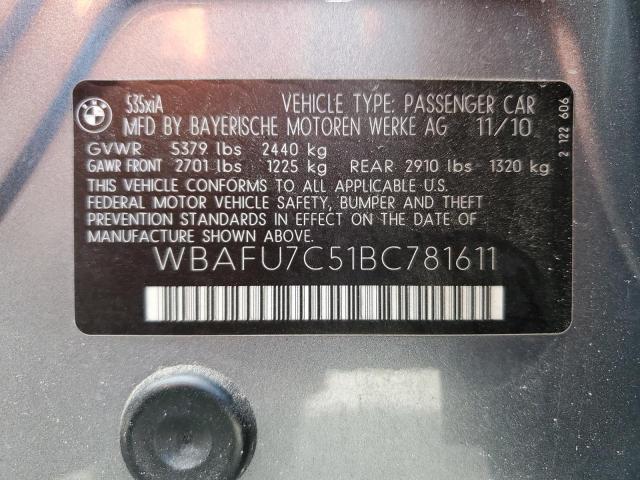 BMW
535xiA VEHICLE TYPE: PASSENGER CAR
MFD BY BAYERISCHE MOTOREN WERKE AG 11/10
GVWR 5379 lbs 2440 kg
GAWR FRONT 2701 lbs 1225 kg REAR 2910 lbs 1320 kg
THIS VEHICLE CONFORMS TO ALL APPLICABLE U.S.
FEDERAL MOTOR VEHICLE SAFETY, BUMPER AND THEFT
PREVENTION STANDARDS IN EFFECT ON THE DATE OF
MANUFACTURE SHOWN ABOVE.
WBAFU7C51BC781611
2 122 606